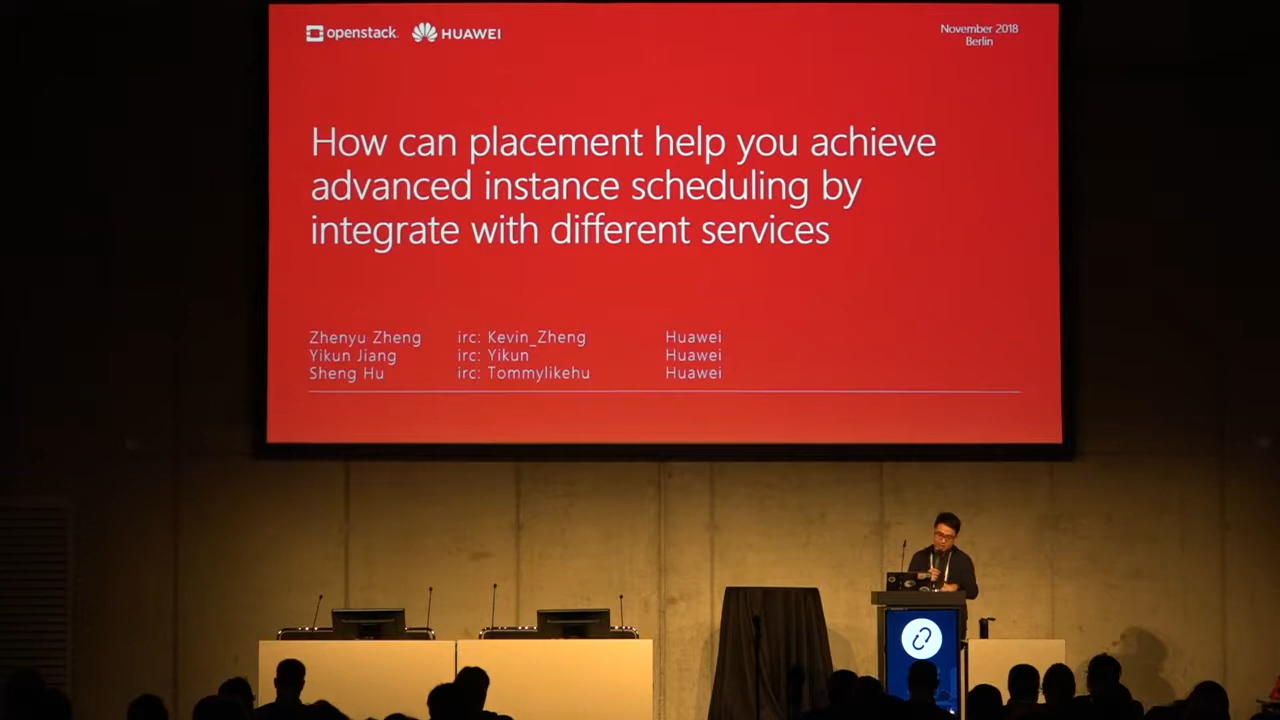 openstack. HUAWEI
November 2018
Berlin
How can placement help you achieve
advanced instance scheduling by
integrate with different services
Zhenyu Zheng irc: Kevin_Zheng Huawei
Yikun Jiang irc: Yikun Huawei
Sheng Hu irc: Tommylikehu Huawei